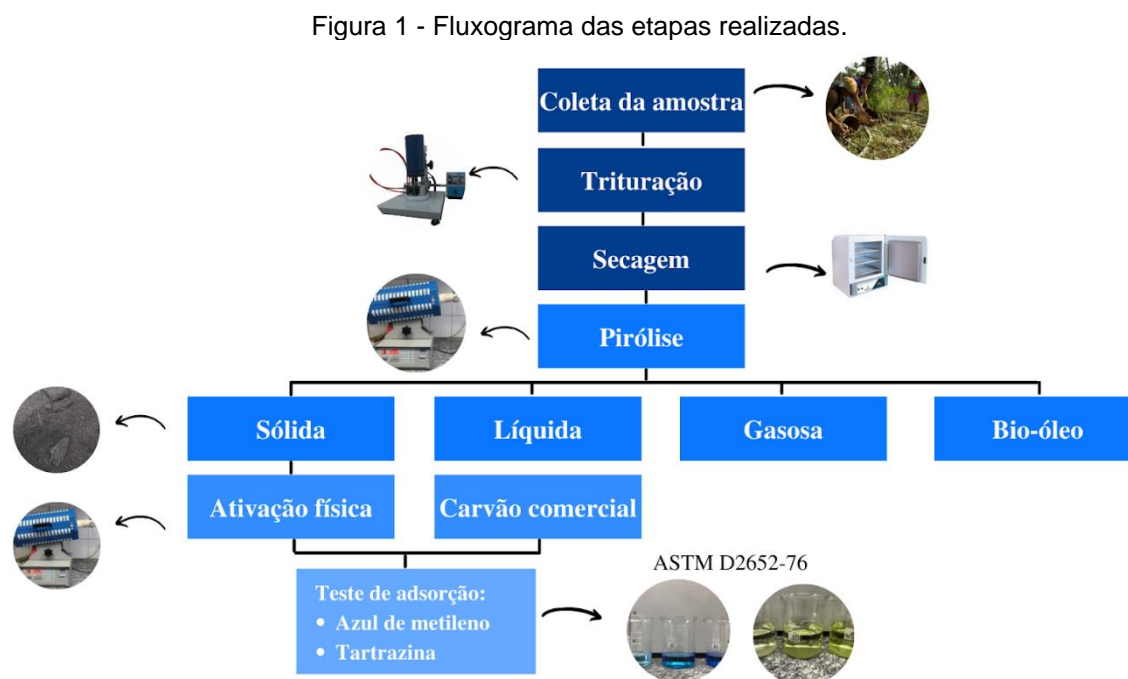 Figura 1 - Fluxograma das etapas realizadas.
Coleta da amostra
Trituração
Secagem
Pirólise
Sólida
Líquida
Gasosa
Bio-óleo
Ativação física
Carvão comercial
Teste de adsorção:
• Azul de metileno
• Tartrazina
ASTM D2652-76